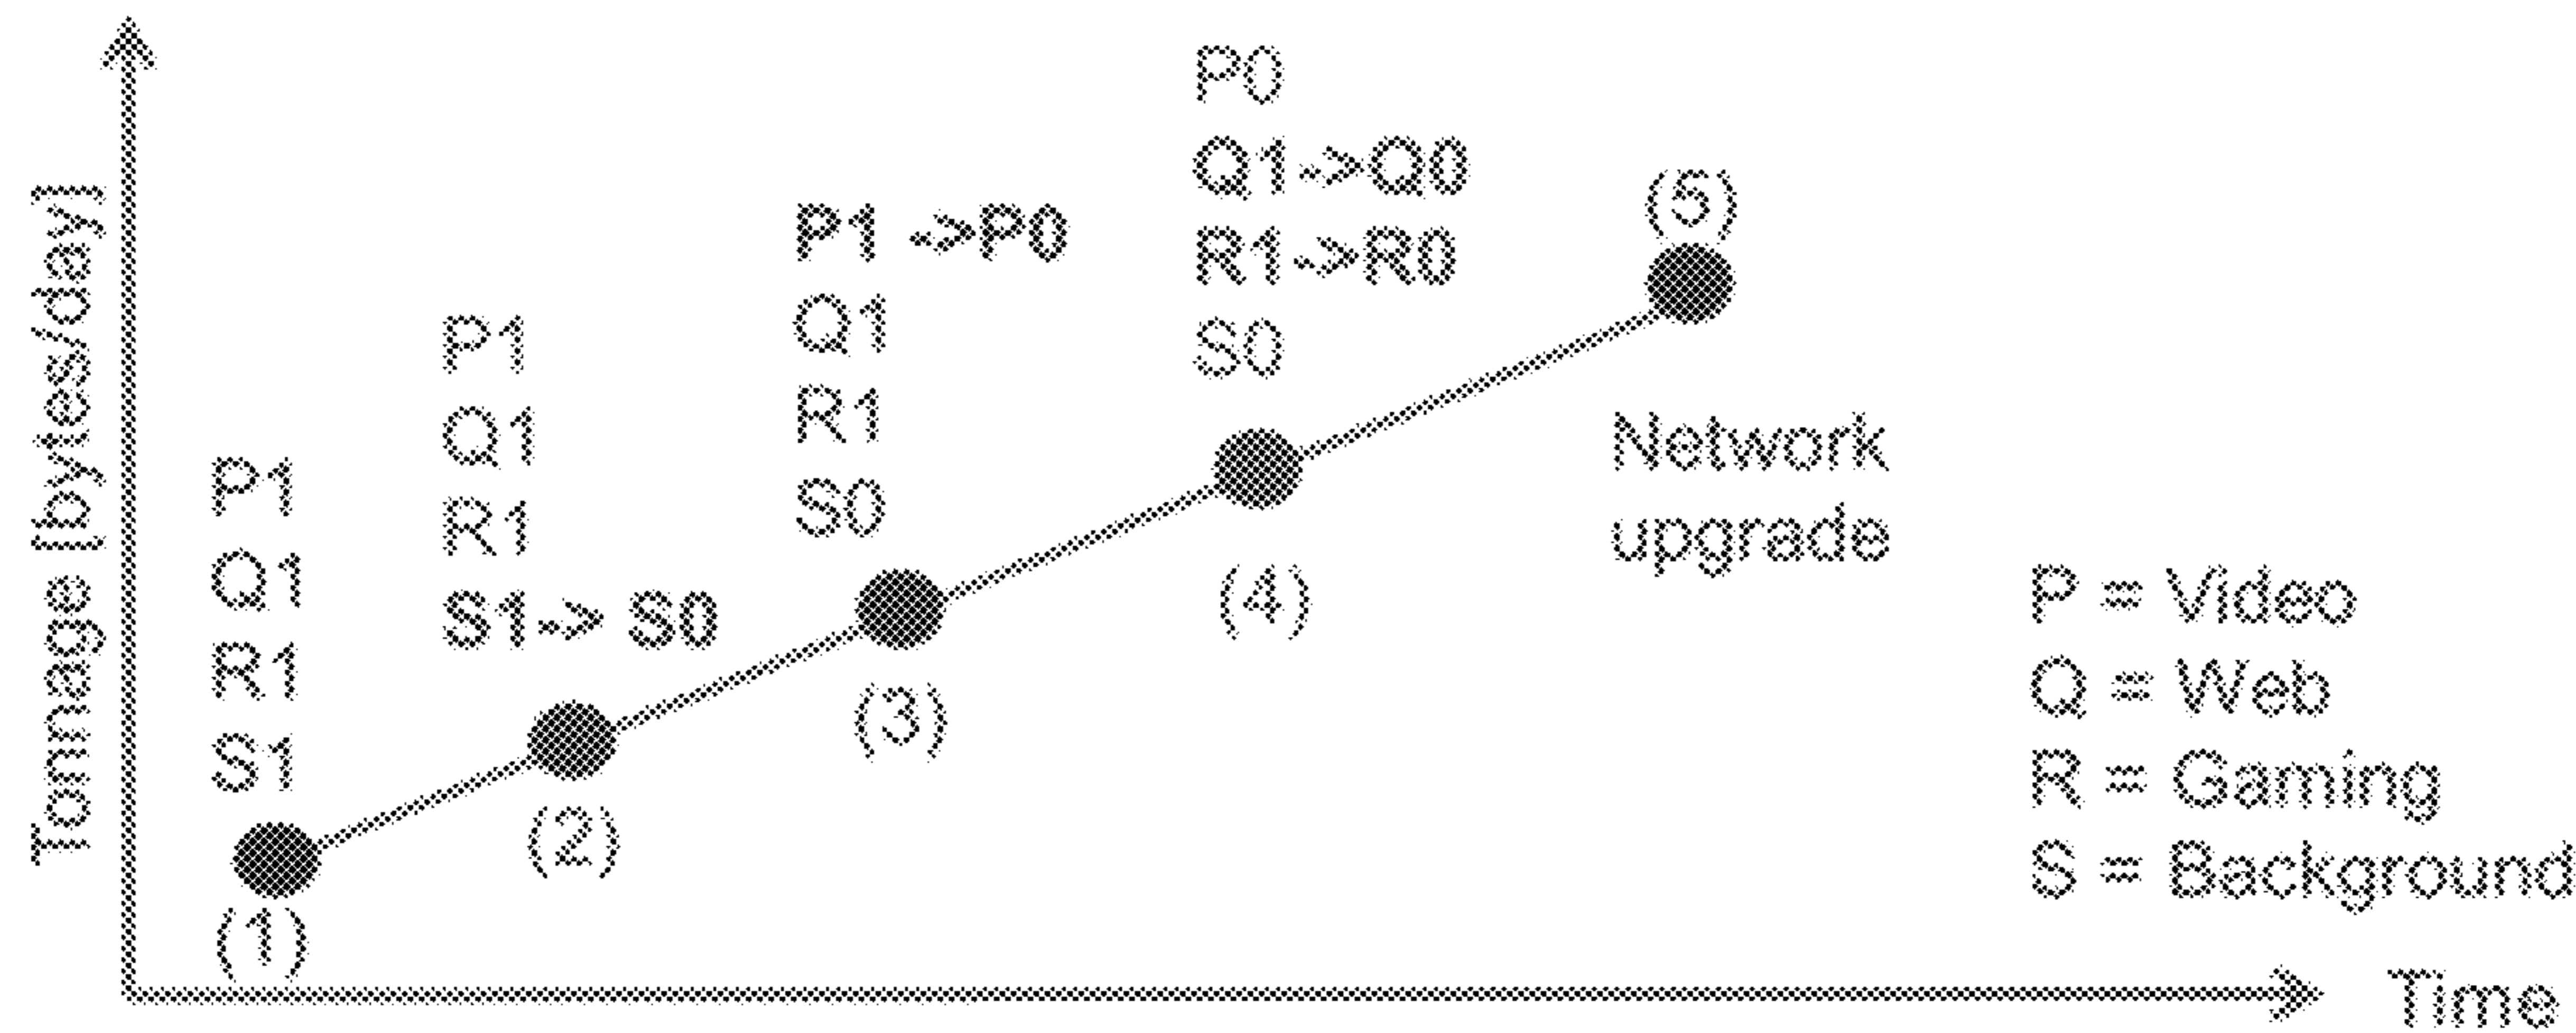 Tonnage [bytes/day]
P1
Q1
R1
S1
(1)
P1
Q1
R1
S1-> S0
(2)
P1 ->P0
Q1
R1
S0
(3)
P0
Q1->Q0
R1->R0
S0
(4)
(5)
Network
upgrade
P = Video
Q = Web
R = Gaming
S = Background
Time